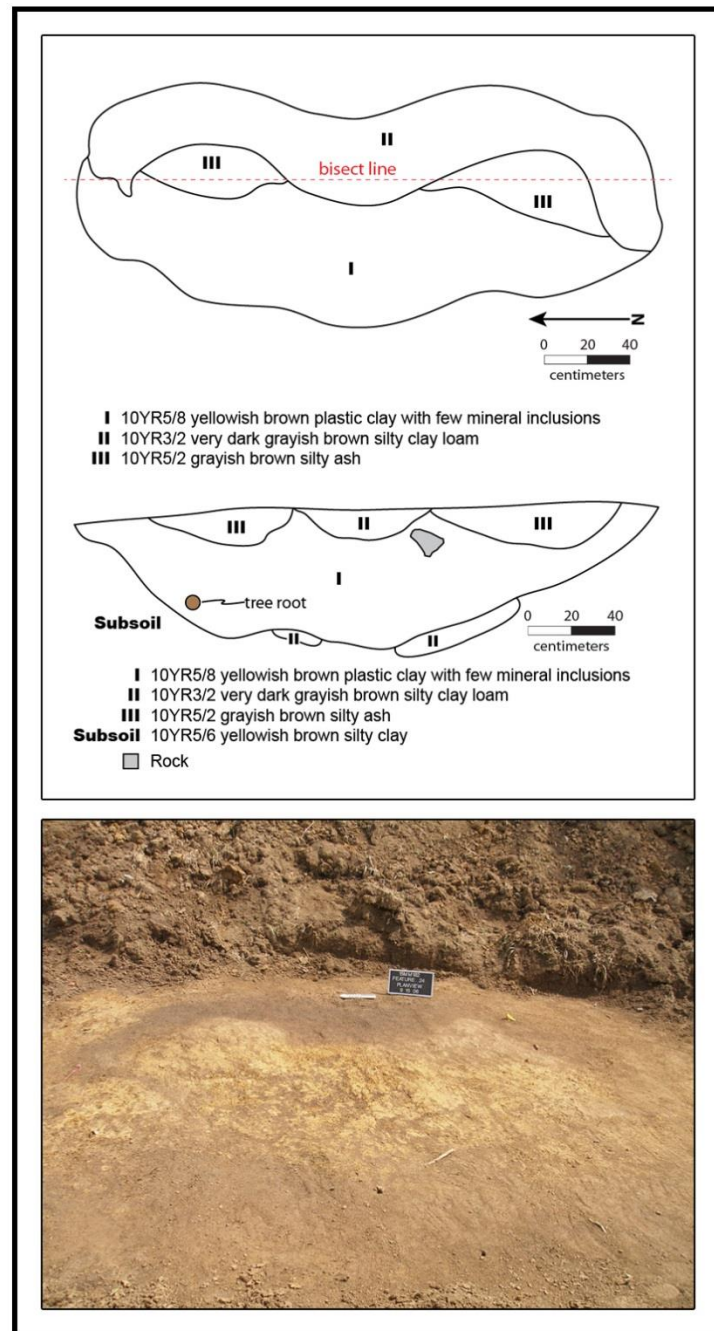 II
III
bisect line
III
I
N
0 20 40
centimeters
I 10YR5/8 yellowish brown plastic clay with few mineral inclusions
II 10YR3/2 very dark grayish brown silty clay loam
III 10YR5/2 grayish brown silty ash
III II III
I
tree root
Subsoil
II II
0 20 40
centimeters
I 10YR5/8 yellowish brown plastic clay with few mineral inclusions
II 10YR3/2 very dark grayish brown silty clay loam
III 10YR5/2 grayish brown silty ash
Subsoil 10YR5/6 yellowish brown silty clay
Rock
FEATURE 24
PLANVIEW